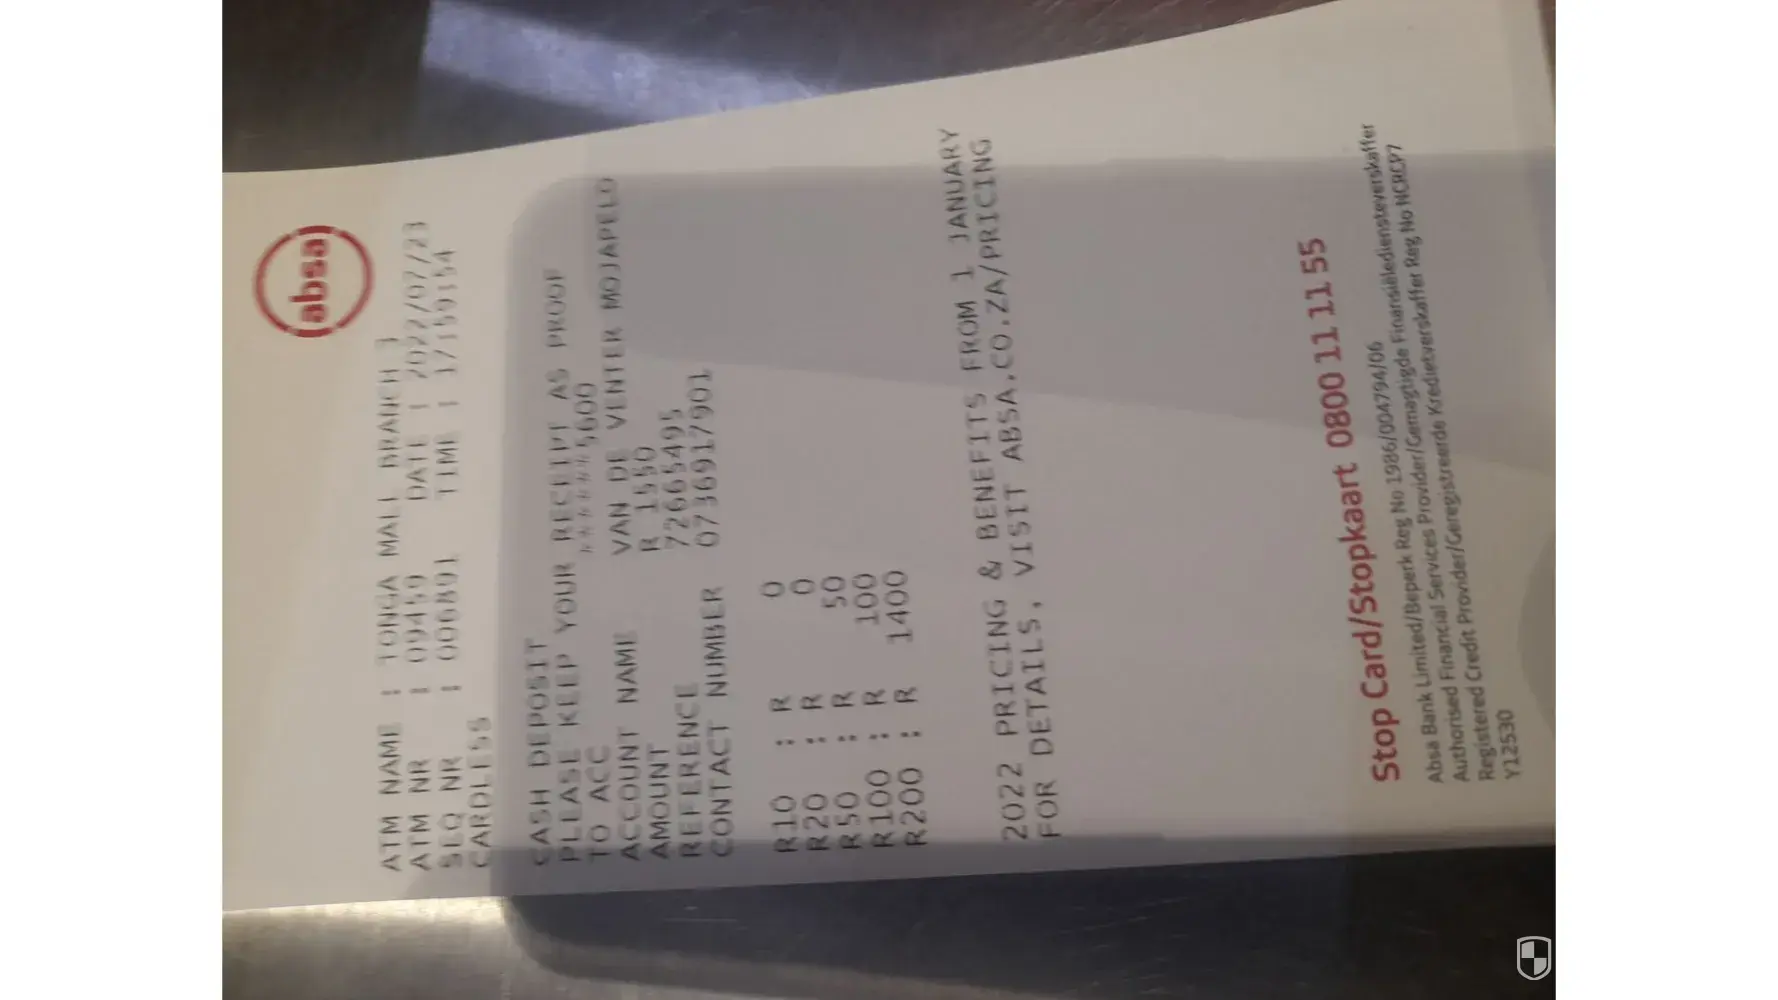 absa
ATM NAME : TONGA MALL BRANCH 3
ATM NR : 09459 DATE : 2022/07/23
SEQ NR : 006891 TIME : 17:59:54
CARDLESS
CASH DEPOSIT
PLEASE KEEP YOUR RECEIPT AS PROOF
TO ACC ******5600
ACCOUNT NAME VAN DE VENTER MOJAPELO
AMOUNT R 1550
REFERENCE 726654495
CONTACT NUMBER 0736917901
R10 : R 0
R20 : R 0
R50 : R 50
R100 : R 100
R200 : R 1400
2022 PRICING & BENEFITS FROM 1 JANUARY
FOR DETAILS, VISIT ABSA.CO.ZA/PRICING
Stop Card/Stopkaart 0800 11 11 55
Absa Bank Limited/Beperk Reg No 1986/004794/06
Authorised Financial Services Provider/Gemagtigde Finansiëledienstverskaffer
Registered Credit Provider/Geregistreerde Kredietverskaffer Reg No NCRCP7
Y12530